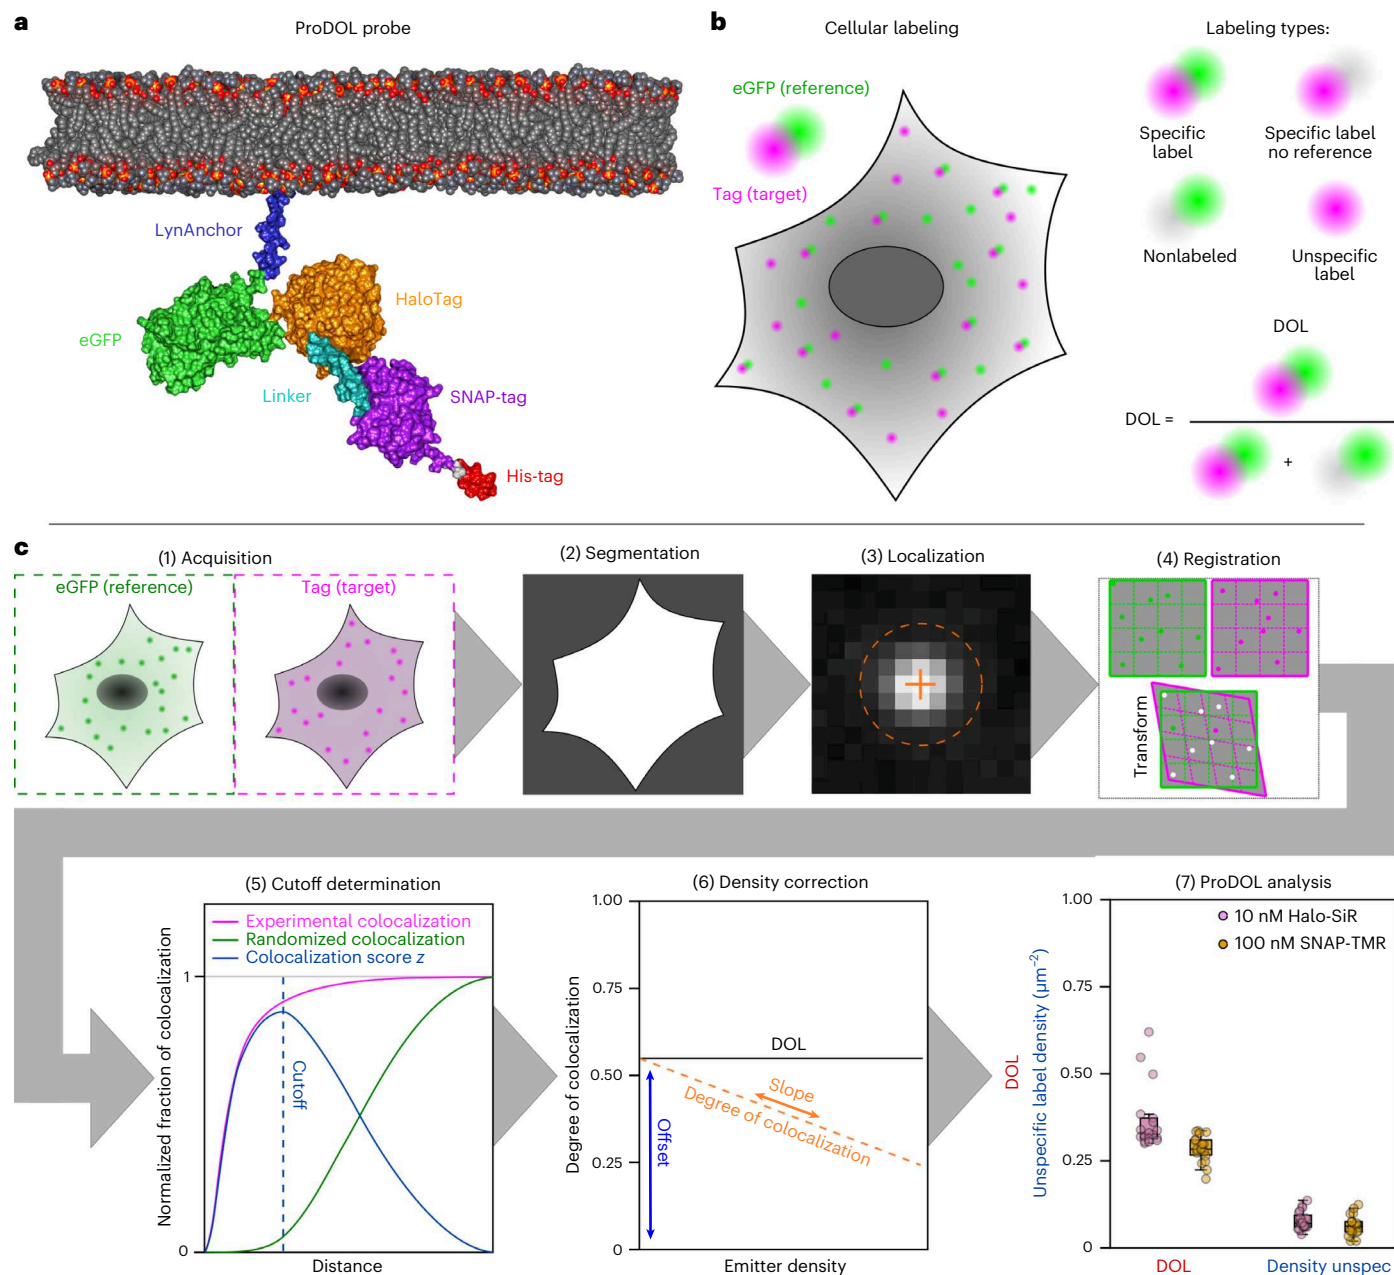 a
ProDOL probe
LynAnchor
eGFP
HaloTag
Linker
SNAP-tag
His-tag
b
Cellular labeling
eGFP (reference)
Tag (target)
Labeling types:
Specific
label
Specific label
no reference
Nonlabeled
Unspecific
label
DOL
DOL =
+
c
(1) Acquisition
eGFP (reference)
Tag (target)
(2) Segmentation
(3) Localization
(4) Registration
Transform
(5) Cutoff determination
Experimental colocalization
Randomized colocalization
Colocalization score z
Normalized fraction of colocalization
1
0
Cutoff
Distance
(6) Density correction
Degree of colocalization
1.00
0.75
0.50
0.25
0
DOL
Slope
Degree of colocalization
Offset
Emitter density
(7) ProDOL analysis
10 nM Halo-SiR
100 nM SNAP-TMR
DOL
Unspecific label density (µm⁻²)
1.00
0.75
0.50
0.25
0
DOL
Density unspec